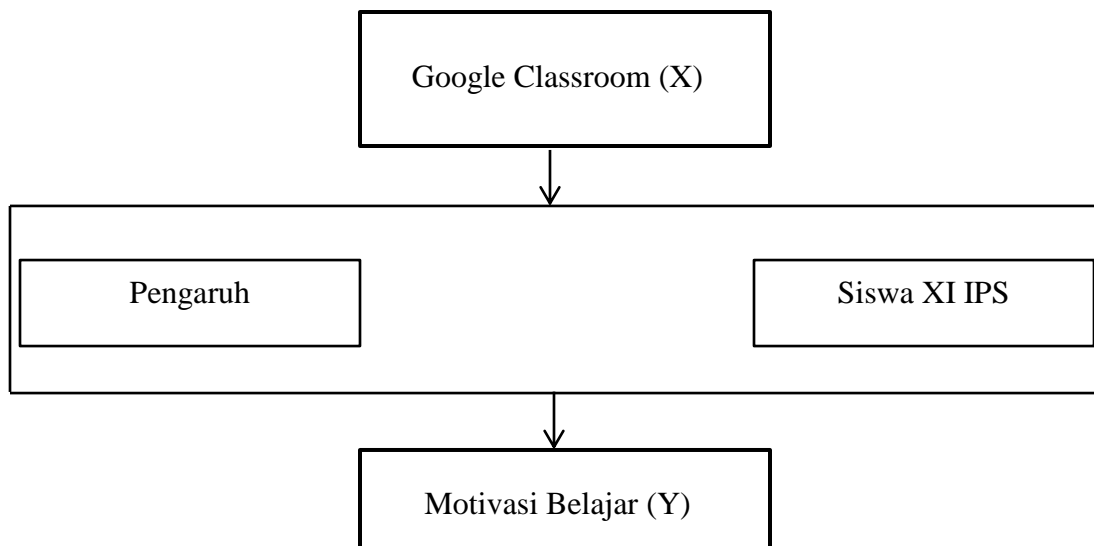 Google Classroom (X)
Pengaruh
Siswa XI IPS
Motivasi Belajar (Y)